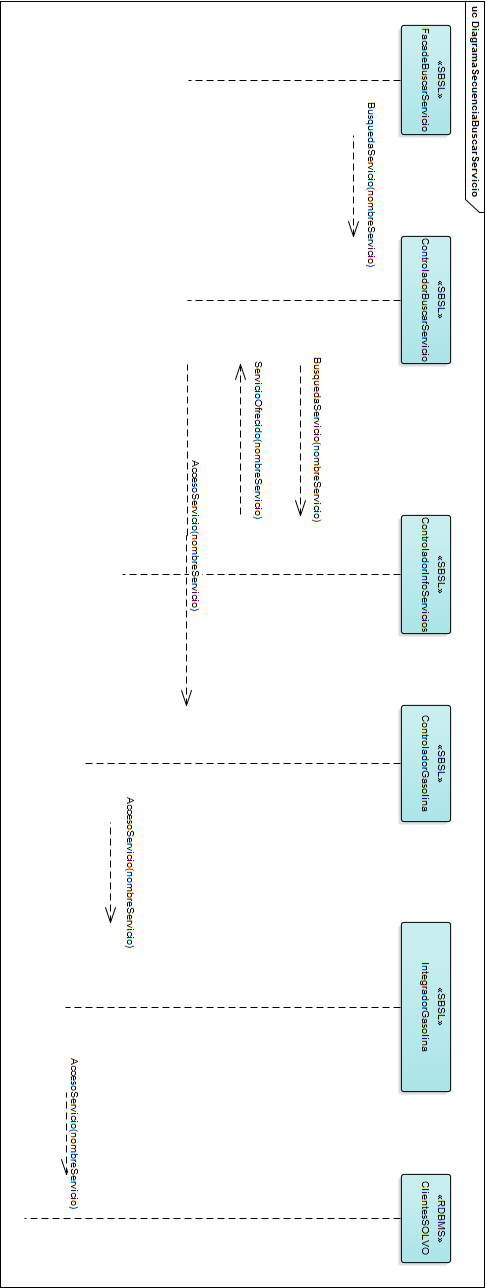 uc DiagramaSecuenciaBuscarServicio
«SBSL»
FacadeBuscarServicio
«SBSL»
ControladorBuscarServicio
«SBSL»
ControladorInfoServicios
«SBSL»
ControladorGasolina
«SBSL»
IntegradorGasolina
«RDBMS»
ClientesSOLVO
BusquedaServicio(nombreServicio)
BusquedaServicio(nombreServicio)
ServicioOfrecido(nombreServicio)
AccesoServicio(nombreServicio)
AccesoServicio(nombreServicio)
AccesoServicio(nombreServicio)